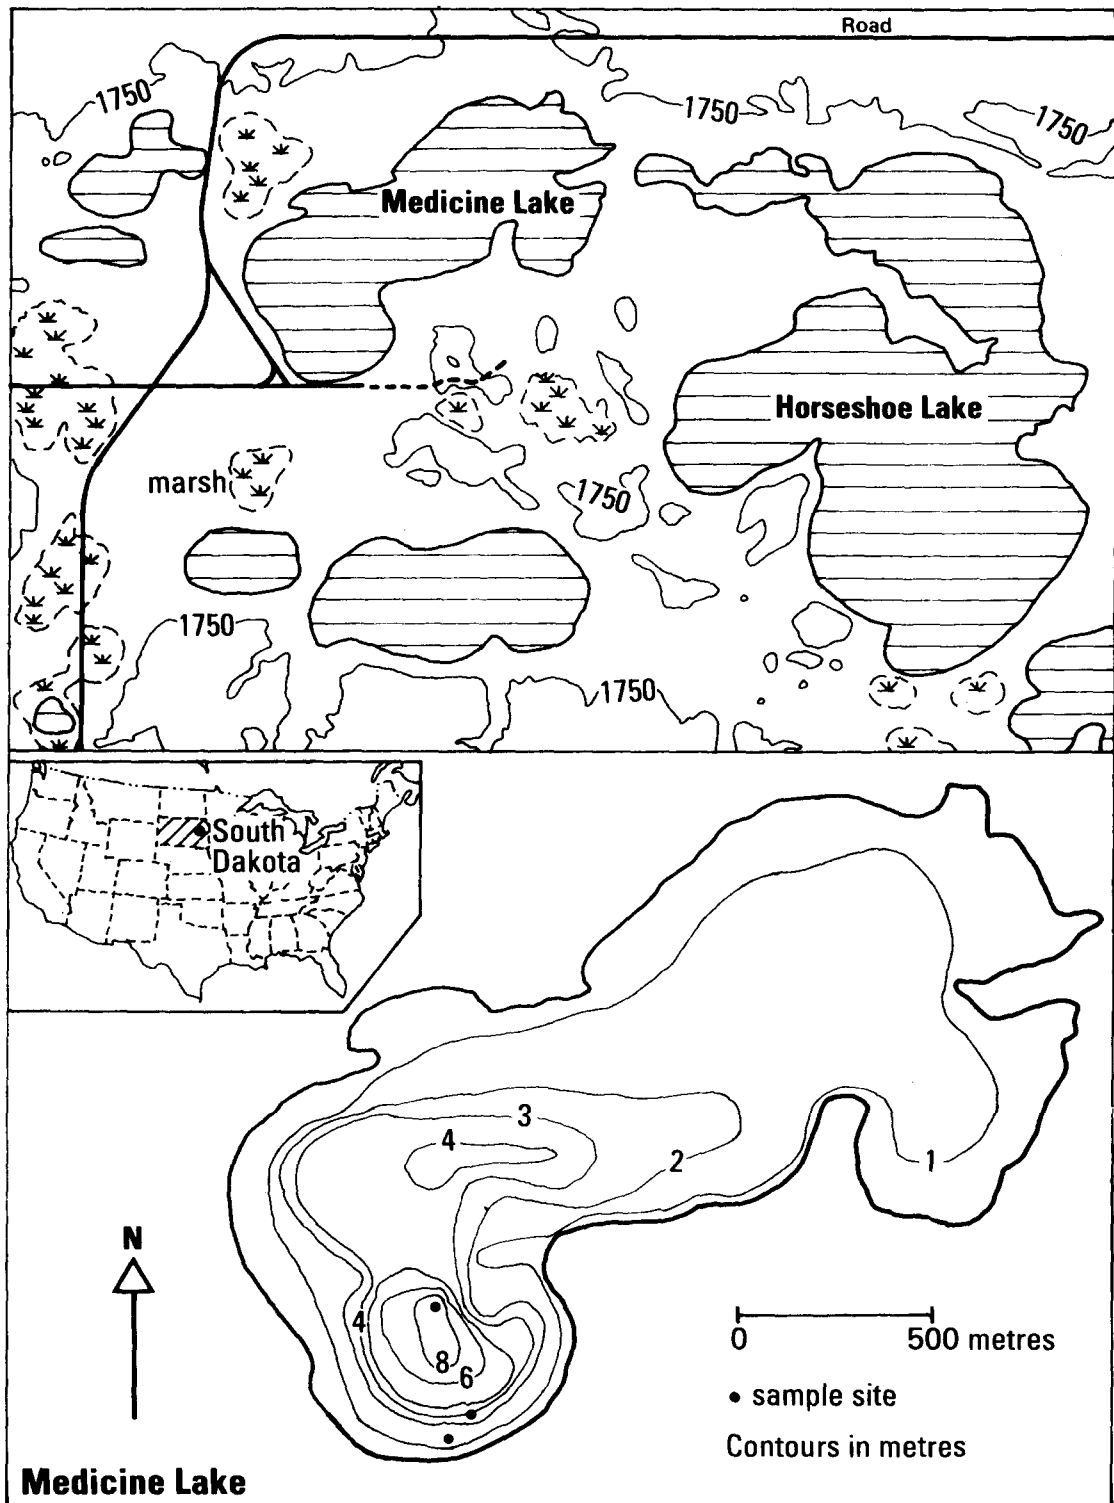 Road
1750
1750
1750
Medicine Lake
Horseshoe Lake
marsh
1750
1750
1750
South
Dakota
3
4
2
1
N
4
8
6
0 500 metres
sample site
Contours in metres
Medicine Lake